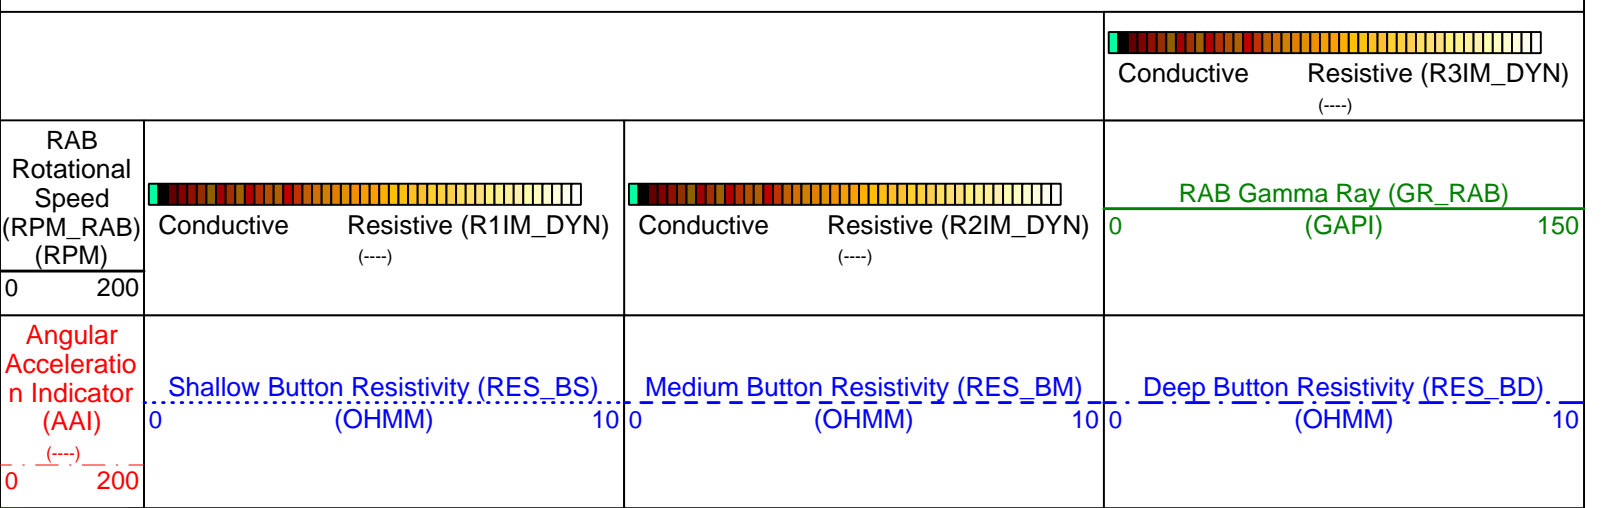 Conductive Resistive (R3IM_DYN)
(----)
RAB
Rotational
Speed
(RPM_RAB)
(RPM)
0 200
Conductive Resistive (R1IM_DYN)
(----)
Conductive Resistive (R2IM_DYN)
(----)
RAB Gamma Ray (GR_RAB)
0 (GAPI) 150
Angular
Acceleratio
n Indicator
(AAI)
(----)
0 200
Shallow Button Resistivity (RES_BS)
0 (OHMM) 10
Medium Button Resistivity (RES_BM)
0 (OHMM) 10
Deep Button Resistivity (RES_BD)
0 (OHMM) 10